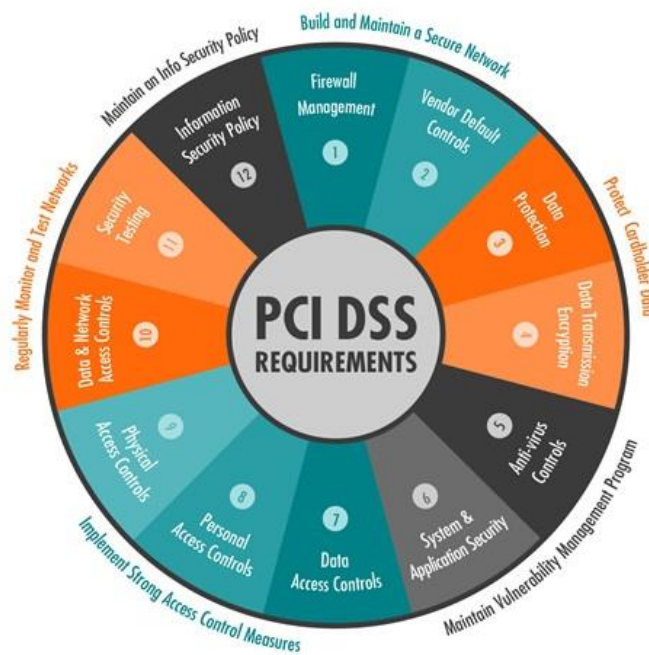 Build and Maintain a Secure Network
Firewall
Management
1
Vendor Default
Controls
2
Protect Cardholder Data
Data
Protection
3
Data Transmission
Encryption
4
Maintain Vulnerability Management Program
Anti-virus
Controls
5
System &
Application Security
6
Implement Strong Access Control Measures
Data
Access Controls
7
Personal
Access Controls
8
Physical
Access Controls
9
Regularly Monitor and Test Networks
Data & Network
Access Controls
10
Security
Testing
11
Maintain an Info Security Policy
Information
Security Policy
12
PCI DSS
REQUIREMENTS